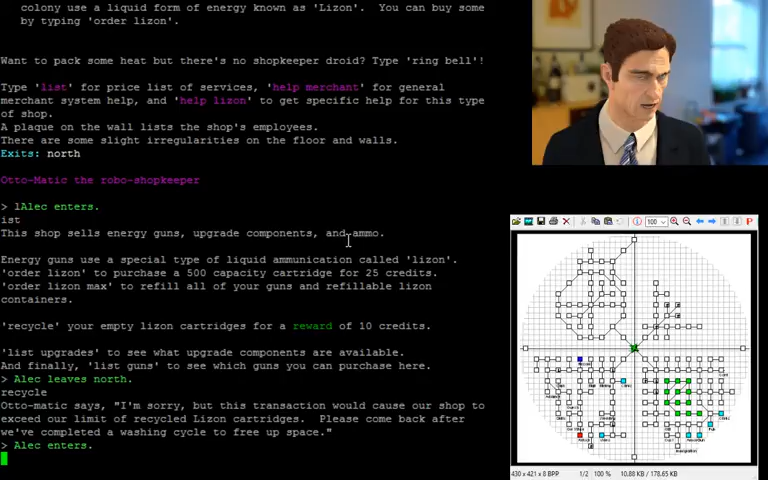 colony use a liquid form of energy known as 'Lizon'.  You can buy some
by typing 'order lizon'.
Want to pack some heat but there's no shopkeeper droid? Type 'ring bell'!
Type 'list' for price list of services, 'help merchant' for general
merchant system help, and 'help lizon' to get specific help for this type
of shop.
A plaque on the wall lists the shop's employees.
There are some slight irregularities on the floor and walls.
Exits: north
Otto-Matic the robo-shopkeeper
> lAlec enters.
ist
This shop sells energy guns, upgrade components, and ammo.
Energy guns use a special type of liquid ammunication called 'lizon'.
'order lizon' to purchase a 500 capacity cartridge for 25 credits.
'order lizon max' to refill all of your guns and refillable lizon
containers.
'recycle' your empty lizon cartridges for a reward of 10 credits.
'list upgrades' to see what upgrade components are available.
And finally, 'list guns' to see which guns you can purchase here.
> Alec leaves north.
recycle
Otto-matic says, "I'm sorry, but this transaction would cause our shop to
exceed our limit of recycled Lizon cartridges.  Please come back after
we've completed a washing cycle to free up space."
> Alec enters.
100
430 x 421 x 8 BPP
1/2
100 %
10.88 KB / 178.65 KB